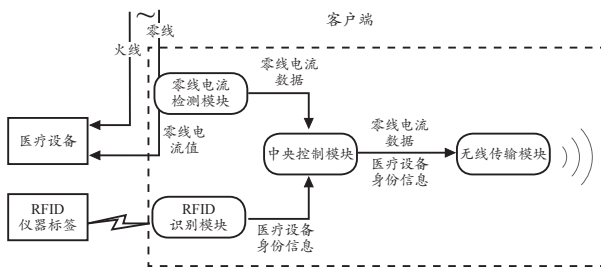 客户端
零线
火线
零线电流
检测模块
零线电流
数据
医疗设备
零线电
流值
中央控制模块
零线电流
数据
医疗设备
身份信息
无线传输模块
RFID
仪器标签
RFID
识别模块
医疗设备
身份信息